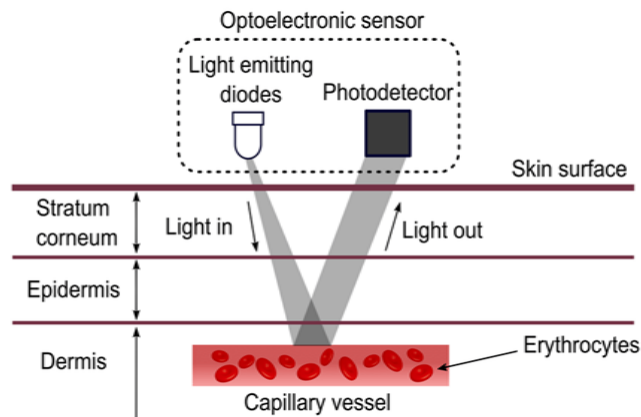 Optoelectronic sensor
Light emitting
diodes
Photodetector
Skin surface
Stratum
corneum
Light in
Light out
Epidermis
Dermis
Erythrocytes
Capillary vessel